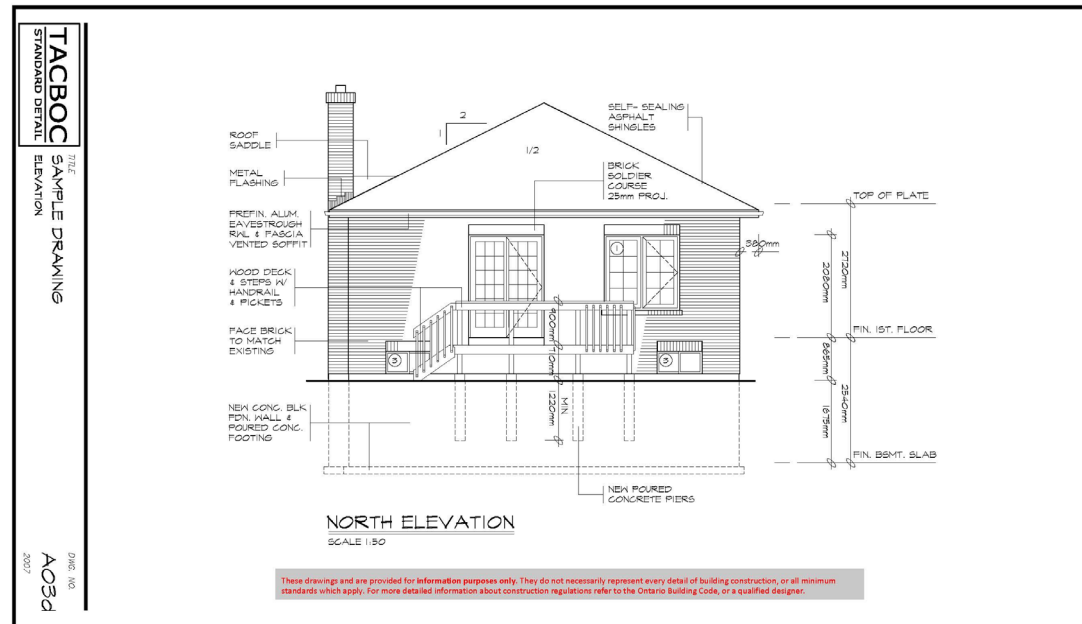 TACBOC
STANDARD DETAIL
TITLE
SAMPLE DRAWING
ELEVATION
DWG. NO.
A03d
2007
ROOF
SADDLE
METAL
FLASHING
PREFIN. ALUM.
EAVESTROUGH
RWL & FASCIA
VENTED SOFFIT
WOOD DECK
& STEPS W/
HANDRAIL
& PICKETS
FACE BRICK
TO MATCH
EXISTING
NEW CONC. BLK
FDN. WALL &
POURED CONC.
FOOTING
2
1
1/2
SELF- SEALING
ASPHALT
SHINGLES
BRICK
SOLDIER
COURSE
25mm PROJ.
1
3
3
900mm
710mm
1220mm
MIN
380mm
TOP OF PLATE
2080mm
2720mm
FIN. 1ST. FLOOR
865mm
2540mm
1675mm
FIN. BSMT. SLAB
NEW POURED
CONCRETE PIERS
NORTH ELEVATION
SCALE 1:50
These drawings and are provided for information purposes only. They do not necessarily represent every detail of building construction, or all minimum
standards which apply. For more detailed information about construction regulations refer to the Ontario Building Code, or a qualified designer.